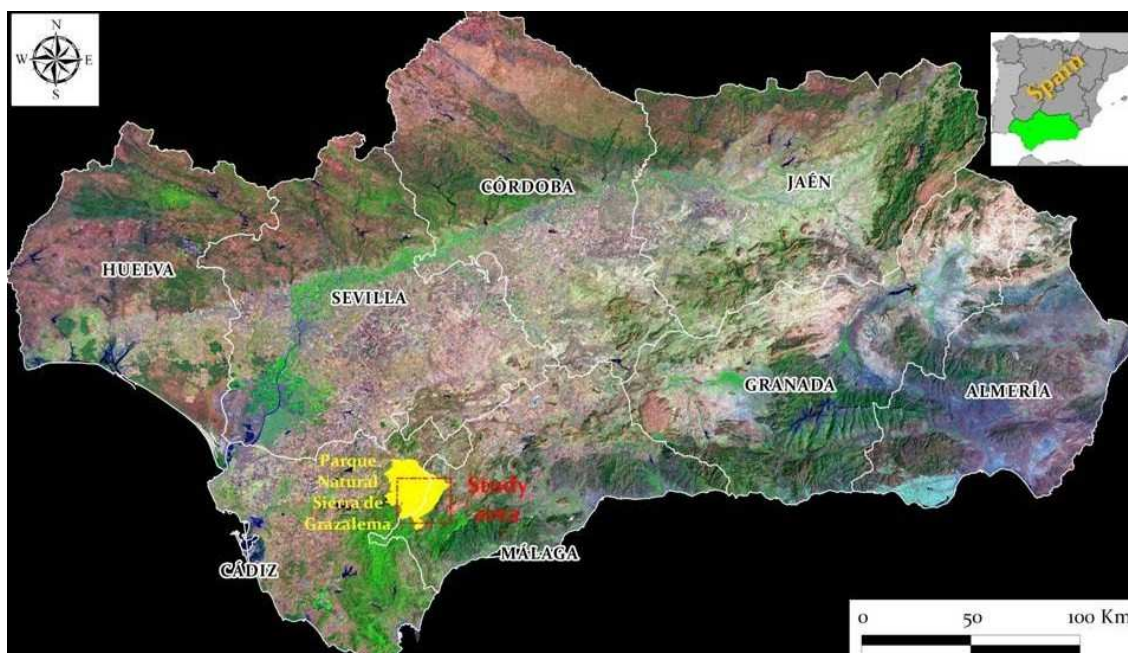 N
W E
S
Spain
CÓRDOBA
JAÉN
HUELVA
SEVILLA
GRANADA
ALMERÍA
Parque
Natural
Sierra de
Grazalema
Study
area
MÁLAGA
CÁDIZ
0 50 100 Km